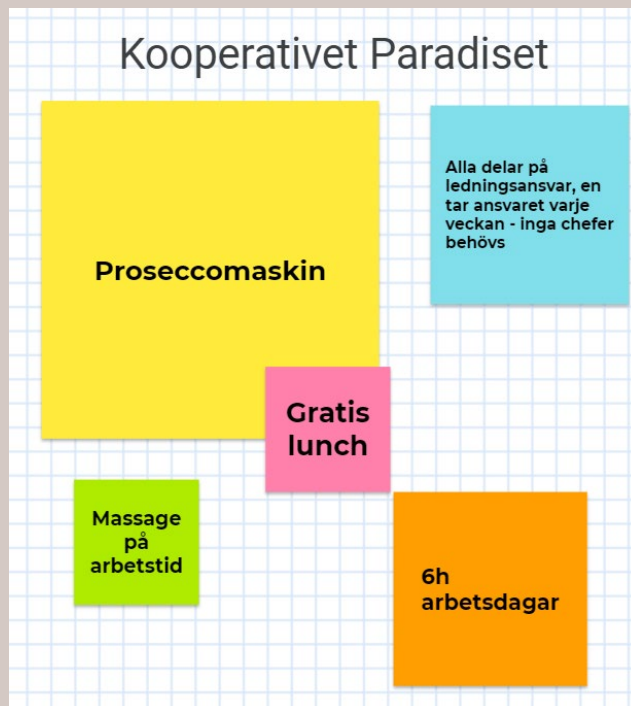 Kooperativet Paradiset
Proseccomaskin
Alla delar på
ledningsansvar, en
tar ansvaret varje
veckan - inga chefer
behövs
Gratis
lunch
Massage
på
arbetstid
6h
arbetsdagar